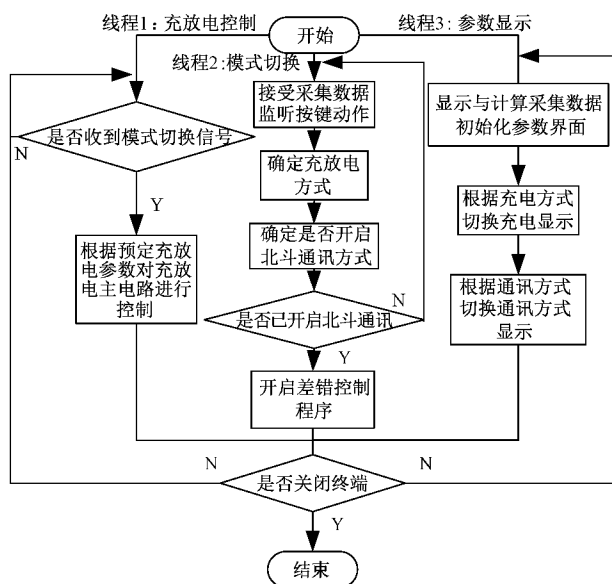 线程1: 充放电控制
开始
线程3: 参数显示
线程2: 模式切换
接受采集数据
监听按键动作
显示与计算采集数据
初始化参数界面
是否收到模式切换信号
N
Y
确定充放电
方式
根据充电方式
切换充电显示
根据预定充放
电参数对充放
电主电路进行
控制
确定是否开启
北斗通讯方式
根据通讯方式
切换通讯方式
显示
是否已开启北斗通讯
N
Y
开启差错控制
程序
N
是否关闭终端
N
Y
结束